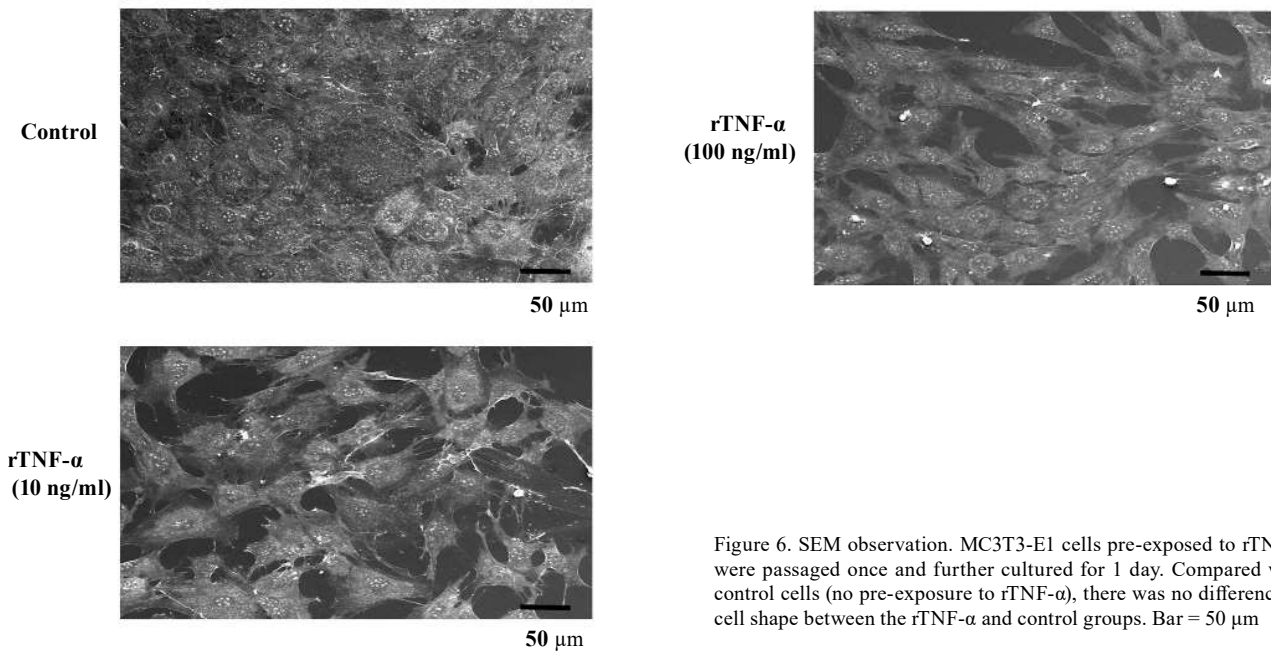 Control
50 μm
rTNF-α
(100 ng/ml)
50 μm
rTNF-α
(10 ng/ml)
50 μm
Figure 6. SEM observation. MC3T3-E1 cells pre-exposed to rTN
were passaged once and further cultured for 1 day. Compared
control cells (no pre-exposure to rTNF-α), there was no differenc
cell shape between the rTNF-α and control groups. Bar = 50 μm